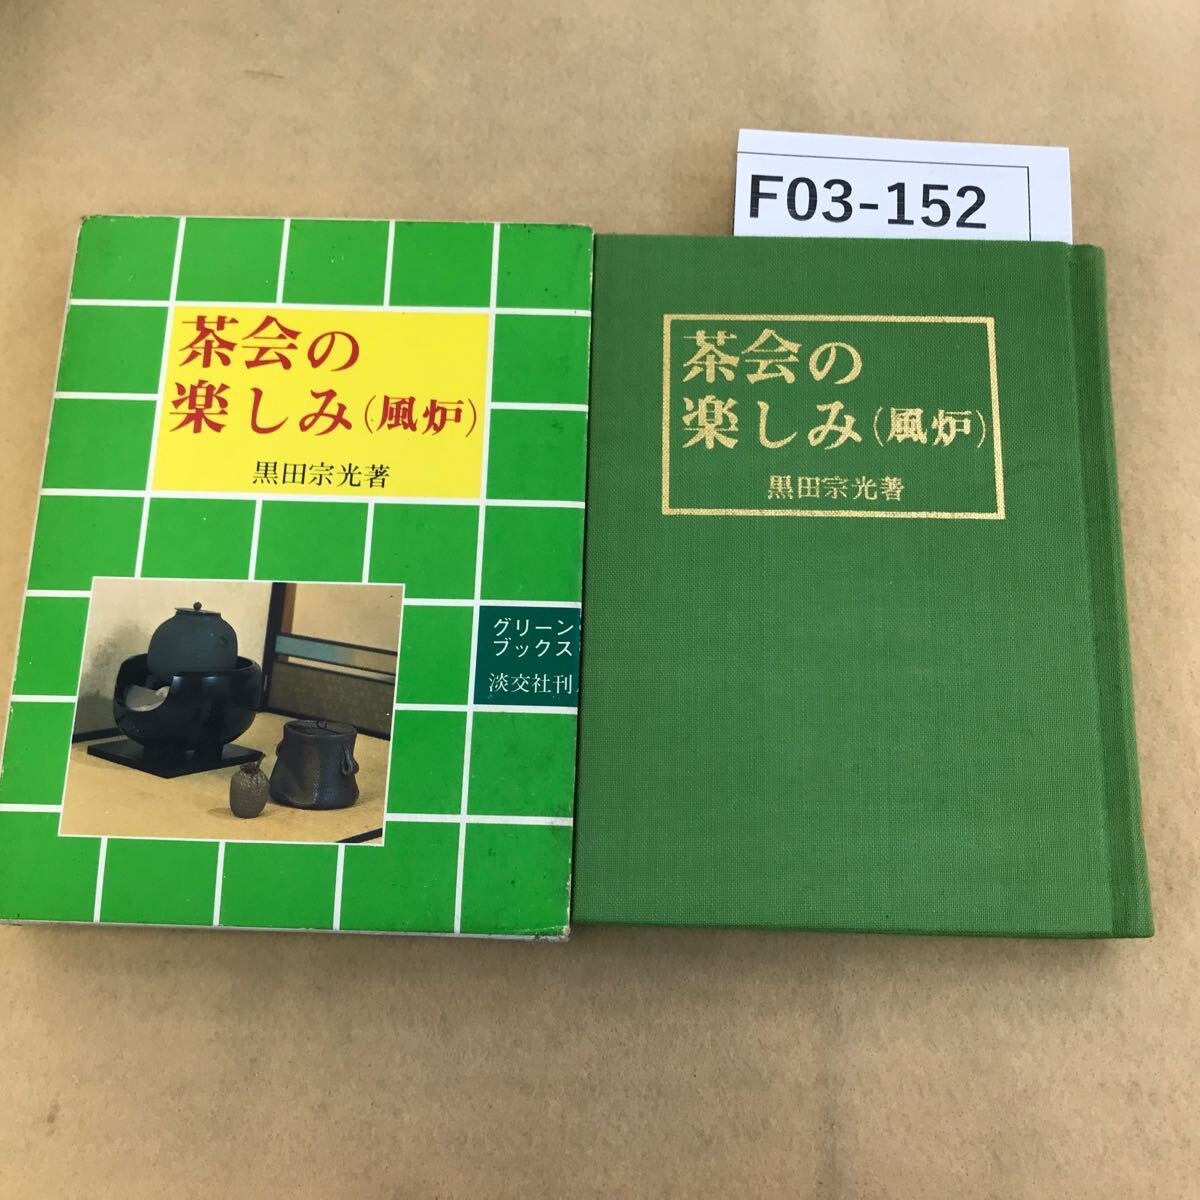 F03-152
茶会の
楽しみ(風炉)
黒田宗光著
グリーン
ブックス
淡交社刊
茶会の
楽しみ(風炉)
黒田宗光著